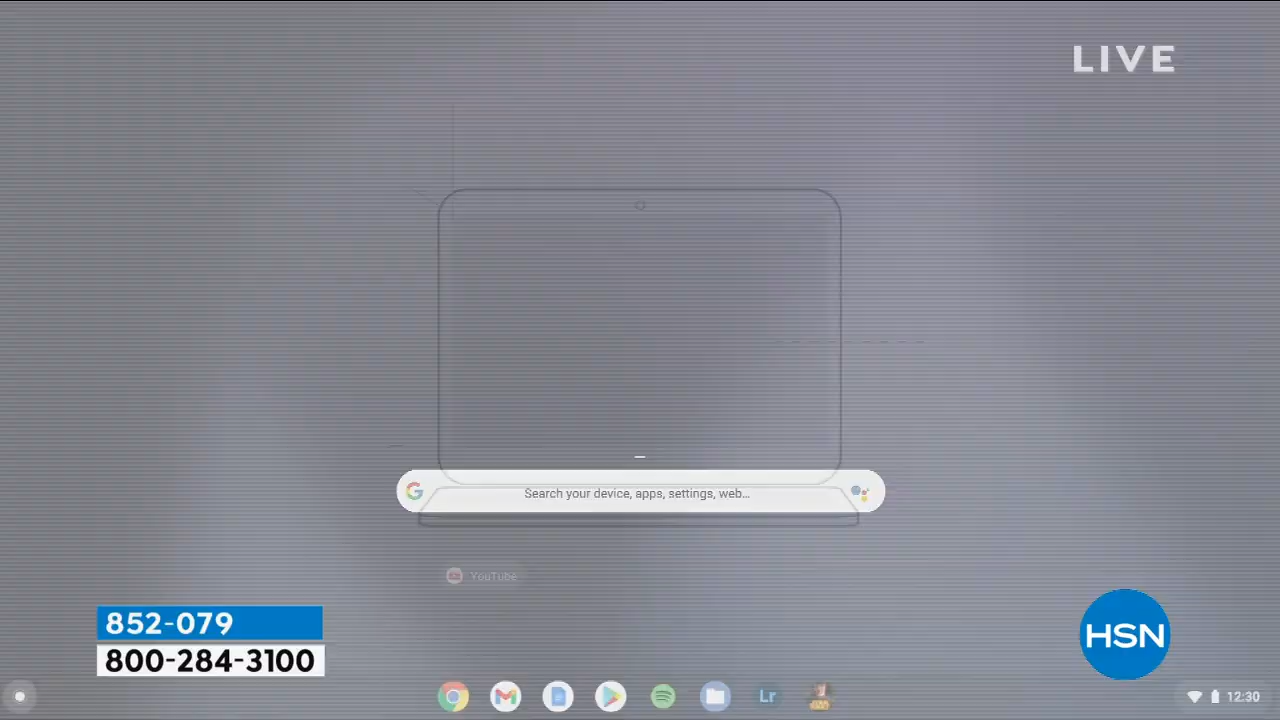 LIVE
Search your device, apps, settings, web...
YouTube
852-079
800-284-3100
HSN
Lr
12:30